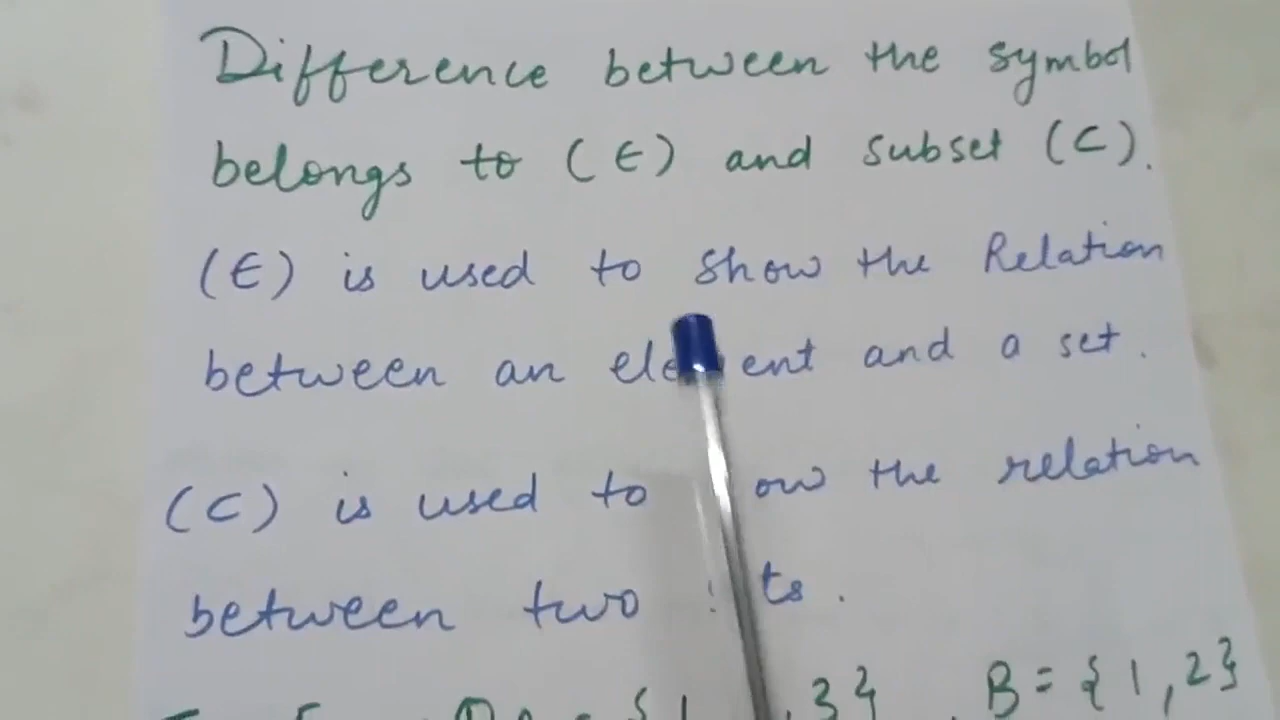 Difference between the symbol
belongs to (∈) and subset (⊂).
(∈) is used to show the Relation
between an element and a set.
(⊂) is used to ow the relation
between two ts.
3} , B = {1, 2}